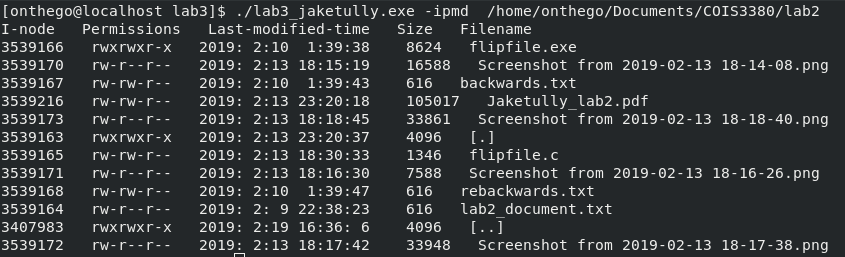 [onthego@localhost lab3]$ ./lab3_jaketully.exe -ipmd  /home/onthego/Documents/COIS3380/lab2
I-node   Permissions   Last-modified-time   Size   Filename
3539166   rwxrwxr-x   2019: 2:10  1:39:38    8624   flipfile.exe
3539170   rw-r--r--   2019: 2:13 18:15:19    16588   Screenshot from 2019-02-13 18-14-08.png
3539167   rw-rw-r--   2019: 2:10  1:39:43    616   backwards.txt
3539216   rw-rw-r--   2019: 2:13 23:20:18    105017   Jaketully_lab2.pdf
3539173   rw-r--r--   2019: 2:13 18:18:45    33861   Screenshot from 2019-02-13 18-18-40.png
3539163   rwxrwxr-x   2019: 2:13 23:20:37    4096   [.]
3539165   rw-rw-r--   2019: 2:13 18:30:33    1346   flipfile.c
3539171   rw-r--r--   2019: 2:13 18:16:30    7588   Screenshot from 2019-02-13 18-16-26.png
3539168   rw-rw-r--   2019: 2:10  1:39:47    616   rebackwards.txt
3539164   rw-r--r--   2019: 2: 9 22:38:23    616   lab2_document.txt
3407983   rwxrwxr-x   2019: 2:19 16:36: 6    4096   [..]
3539172   rw-r--r--   2019: 2:13 18:17:42    33948   Screenshot from 2019-02-13 18-17-38.png